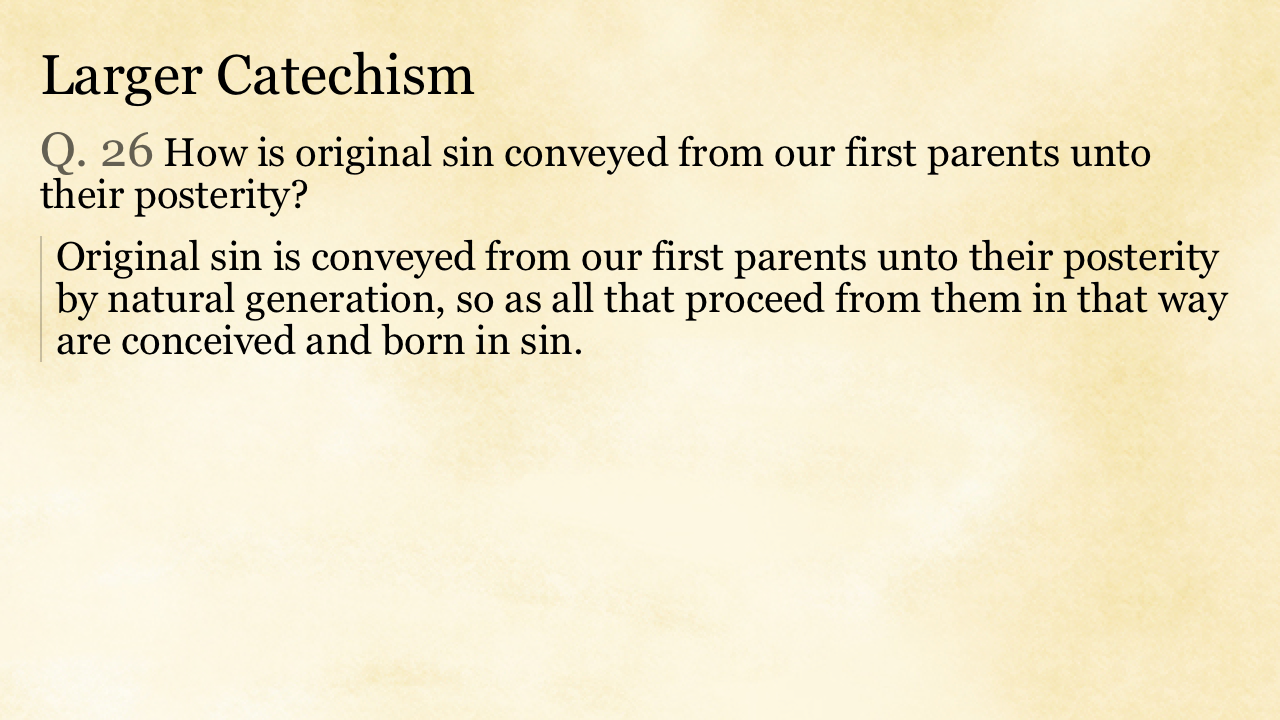 Larger Catechism
Q. 26 How is original sin conveyed from our first parents unto
their posterity?
Original sin is conveyed from our first parents unto their posterity
by natural generation, so as all that proceed from them in that way
are conceived and born in sin.